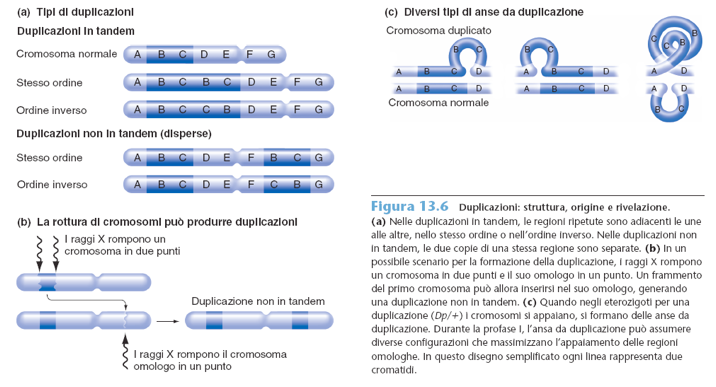 (a) Tipi di duplicazioni
Duplicazioni in tandem
Cromosoma normale A B C D E F G
Stesso ordine A B C B C D E F G
Ordine inverso A B C C B D E F G
Duplicazioni non in tandem (disperse)
Stesso ordine A B C D E F B C G
Ordine inverso A B C D E F C B G
(b) La rottura di cromosomi può produrre duplicazioni
I raggi X rompono un
cromosoma in due punti
Duplicazione non in tandem
I raggi X rompono il cromosoma
omologo in un punto
(c) Diversi tipi di anse da duplicazione
Cromosoma duplicato
B C B C C B C B
A B C D A B C D A D
A B C D A B C D A D
Cromosoma normale
B C
Figura 13.6 Duplicazioni: struttura, origine e rivelazione.
(a) Nelle duplicazioni in tandem, le regioni ripetute sono adiacenti le une
alle altre, nello stesso ordine o nell'ordine inverso. Nelle duplicazioni non
in tandem, le due copie di una stessa regione sono separate. (b) In un
possibile scenario per la formazione della duplicazione, i raggi X rompono
un cromosoma in due punti e il suo omologo in un punto. Un frammento
del primo cromosoma può allora inserirsi nel suo omologo, generando
una duplicazione non in tandem. (c) Quando negli eterozigoti per una
duplicazione (Dp/+) i cromosomi si appaiano, si formano delle anse da
duplicazione. Durante la profase I, l'ansa da duplicazione può assumere
diverse configurazioni che massimizzano l'appaiamento delle regioni
omologhe. In questo disegno semplificato ogni linea rappresenta due
cromatidi.